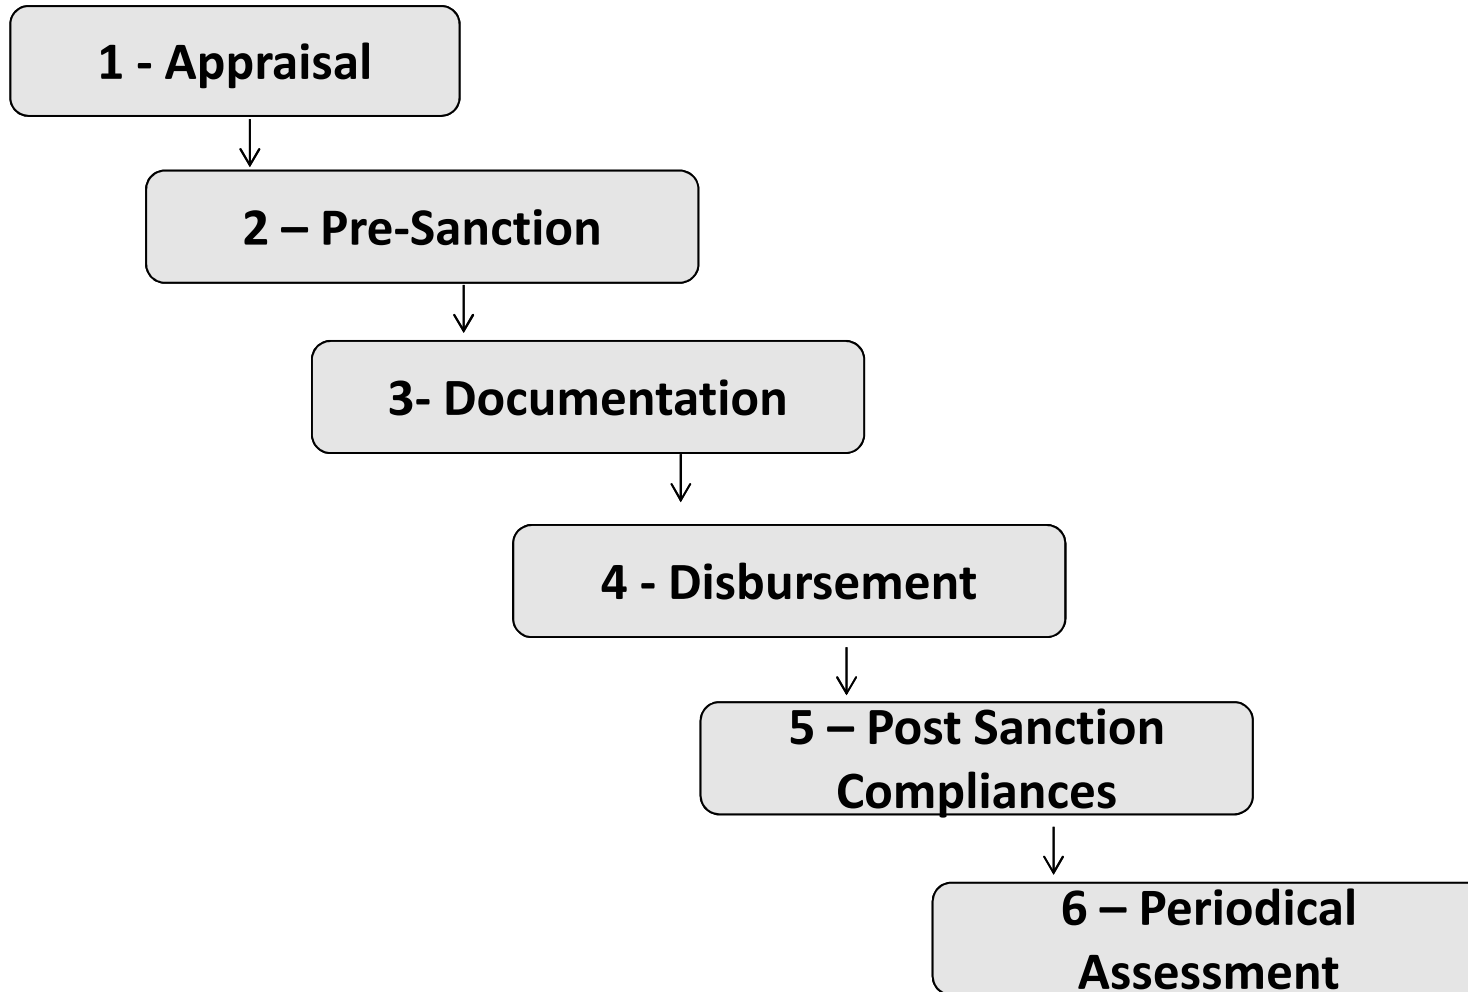 1 - Appraisal
2 – Pre-Sanction
3- Documentation
4 - Disbursement
5 – Post Sanction
Compliances
6 – Periodical
Assessment